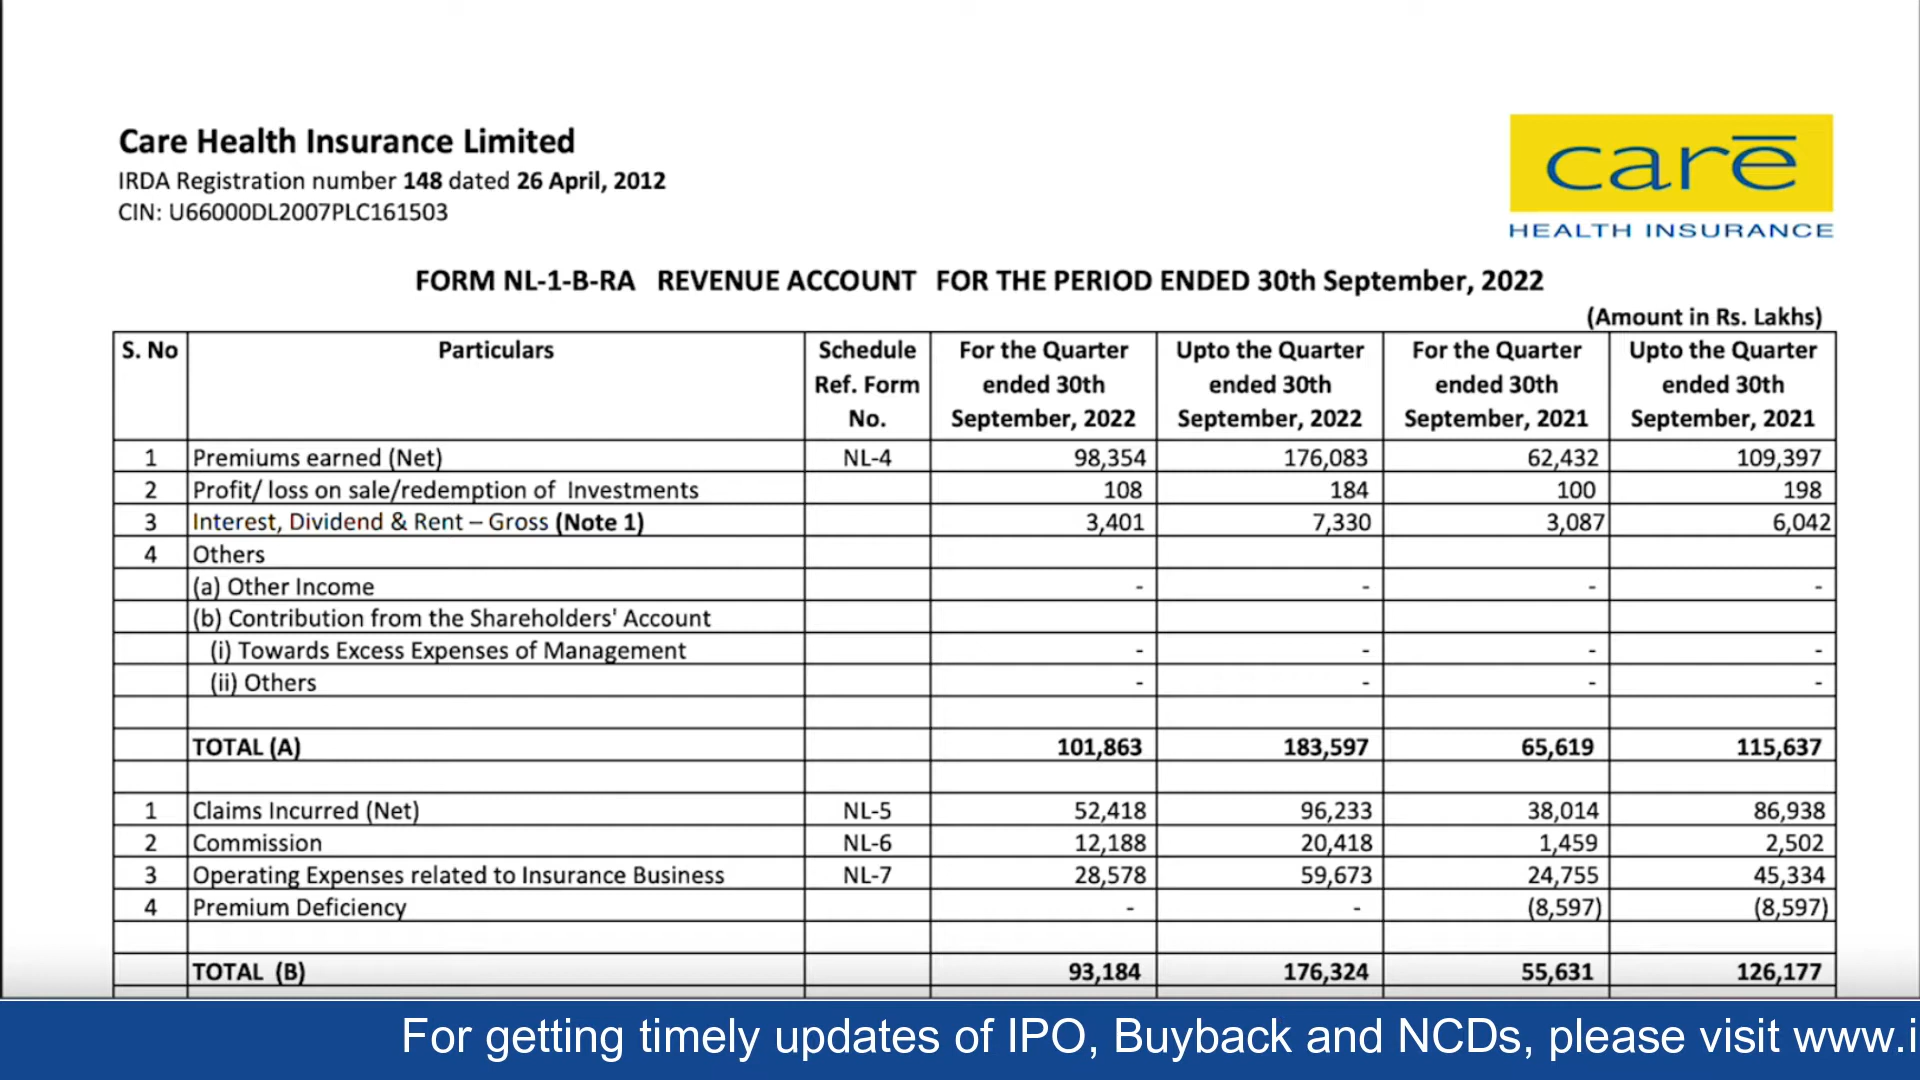 Care Health Insurance Limited
IRDA Registration number 148 dated 26 April, 2012
CIN: U66000DL2007PLC161503
carē
HEALTH INSURANCE
FORM NL-1-B-RA REVENUE ACCOUNT FOR THE PERIOD ENDED 30th September, 2022
(Amount in Rs. Lakhs)
S. No Particulars Schedule Ref. Form No. For the Quarter ended 30th September, 2022 Upto the Quarter ended 30th September, 2022 For the Quarter ended 30th September, 2021 Upto the Quarter ended 30th September, 2021
1 Premiums earned (Net) NL-4 98,354 176,083 62,432 109,397
2 Profit/ loss on sale/redemption of Investments 108 184 100 198
3 Interest, Dividend & Rent – Gross (Note 1) 3,401 7,330 3,087 6,042
4 Others
(a) Other Income - - - -
(b) Contribution from the Shareholders' Account
(i) Towards Excess Expenses of Management - - - -
(ii) Others - - - -
TOTAL (A) 101,863 183,597 65,619 115,637
1 Claims Incurred (Net) NL-5 52,418 96,233 38,014 86,938
2 Commission NL-6 12,188 20,418 1,459 2,502
3 Operating Expenses related to Insurance Business NL-7 28,578 59,673 24,755 45,334
4 Premium Deficiency - - (8,597) (8,597)
TOTAL (B) 93,184 176,324 55,631 126,177
For getting timely updates of IPO, Buyback and NCDs, please visit www.i